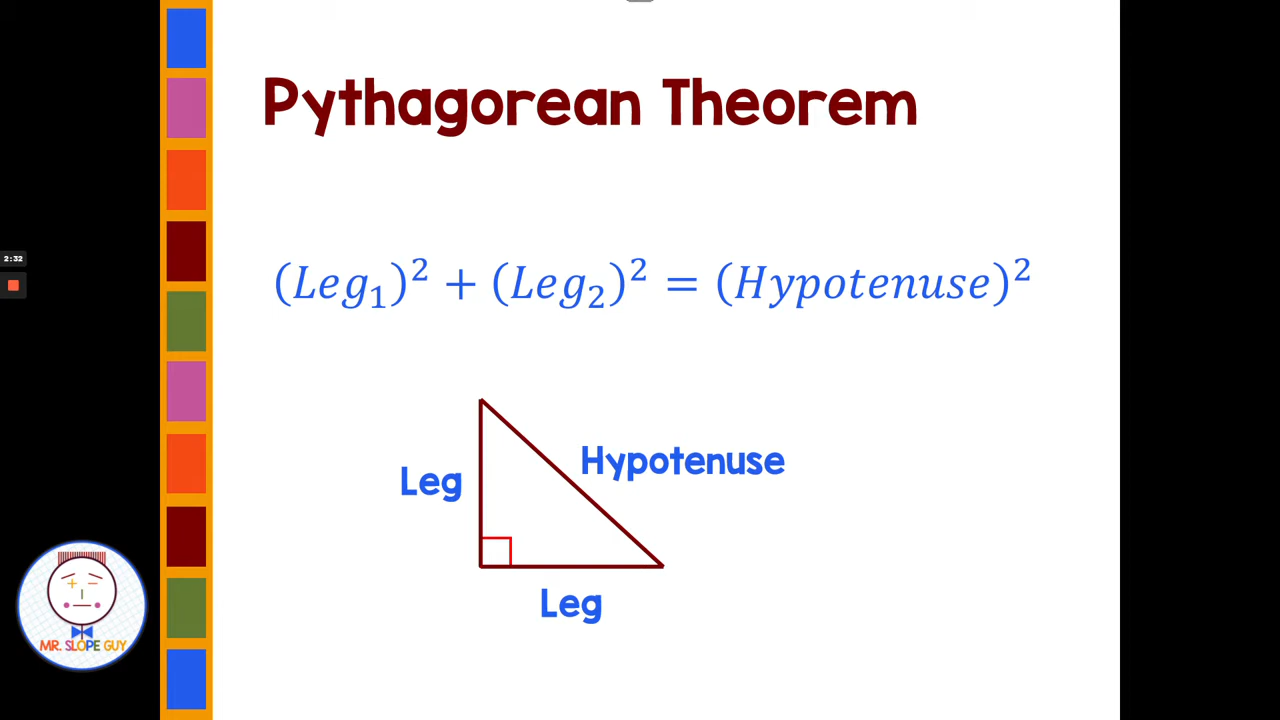 Pythagorean Theorem
(Leg₁)² + (Leg₂)² = (Hypotenuse)²
2:32
Hypotenuse
Leg
Leg
MR. SLOPE GUY